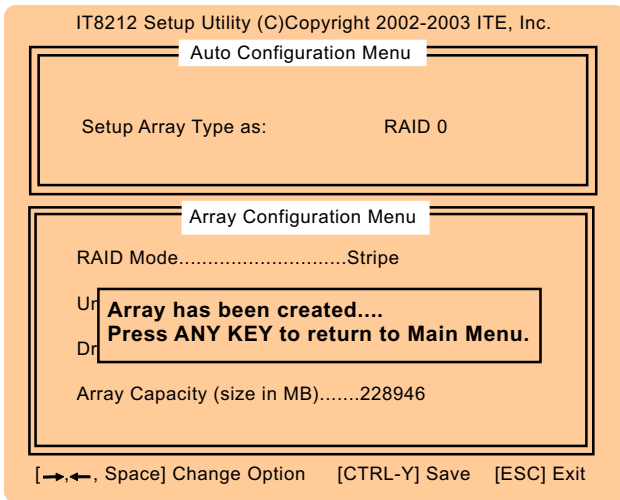 IT8212 Setup Utility (C)Copyright 2002-2003 ITE, Inc.
Auto Configuration Menu
Setup Array Type as: RAID 0
Array Configuration Menu
RAID Mode.............................Stripe
Array has been created....
Press ANY KEY to return to Main Menu.
Array Capacity (size in MB).......228946
[→,←, Space] Change Option [CTRL-Y] Save [ESC] Exit